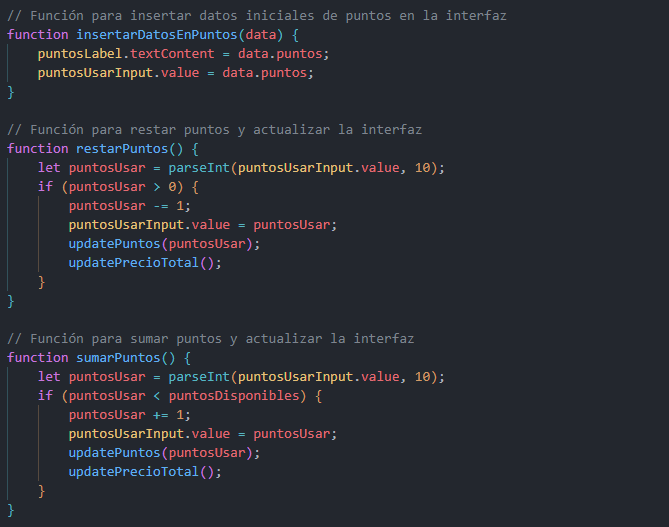 // Función para insertar datos iniciales de puntos en la interfaz
function insertarDatosEnPuntos(data) {
    puntosLabel.textContent = data.puntos;
    puntosUsarInput.value = data.puntos;
}

// Función para restar puntos y actualizar la interfaz
function restarPuntos() {
    let puntosUsar = parseInt(puntosUsarInput.value, 10);
    if (puntosUsar > 0) {
        puntosUsar -= 1;
        puntosUsarInput.value = puntosUsar;
        updatePuntos(puntosUsar);
        updatePrecioTotal();
    }
}

// Función para sumar puntos y actualizar la interfaz
function sumarPuntos() {
    let puntosUsar = parseInt(puntosUsarInput.value, 10);
    if (puntosUsar < puntosDisponibles) {
        puntosUsar += 1;
        puntosUsarInput.value = puntosUsar;
        updatePuntos(puntosUsar);
        updatePrecioTotal();
    }
}